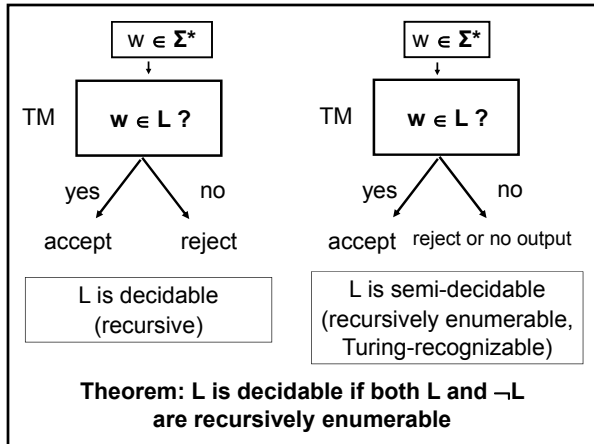 w ∈ Σ*
TM
w ∈ L ?
yes
no
accept
reject
L is decidable
(recursive)
w ∈ Σ*
TM
w ∈ L ?
yes
no
accept
reject or no output
L is semi-decidable
(recursively enumerable,
Turing-recognizable)
Theorem: L is decidable if both L and ¬L
are recursively enumerable